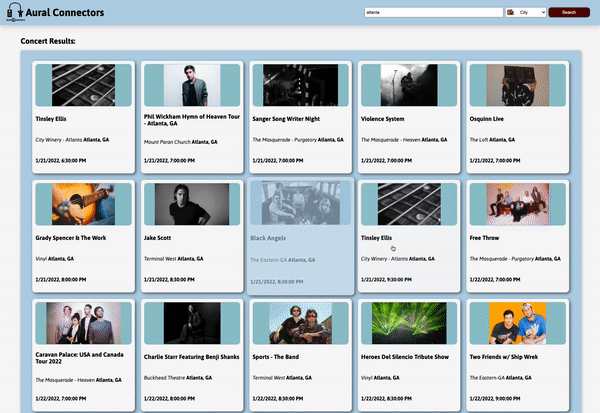 Aural Connectors
atlanta
City
Search
Concert Results:
Tinsley Ellis
City Winery - Atlanta Atlanta, GA
1/21/2022, 6:30:00 PM
Phil Wickham Hymn of Heaven Tour
- Atlanta, GA
Mount Paran Church Atlanta, GA
1/21/2022, 7:00:00 PM
Sanger Song Writer Night
The Masquerade - Purgatory Atlanta, GA
1/21/2022, 7:00:00 PM
Violence System
The Masquerade - Heaven Atlanta, GA
1/21/2022, 7:00:00 PM
Osquinn Live
The Loft Atlanta, GA
1/21/2022, 7:00:00 PM
Grady Spencer & The Work
Vinyl Atlanta, GA
1/21/2022, 8:00:00 PM
Jake Scott
Terminal West Atlanta, GA
1/21/2022, 8:30:00 PM
Black Angels
The Eastern-GA Atlanta, GA
1/21/2022, 8:30:00 PM
Tinsley Ellis
City Winery - Atlanta Atlanta, GA
1/21/2022, 9:30:00 PM
Free Throw
The Masquerade - Purgatory Atlanta, GA
1/22/2022, 7:00:00 PM
Caravan Palace: USA and Canada
Tour 2022
The Masquerade - Heaven Atlanta, GA
1/22/2022, 7:00:00 PM
Charlie Starr Featuring Benji Shanks
Buckhead Theatre Atlanta, GA
1/22/2022, 8:00:00 PM
Sports - The Band
Terminal West Atlanta, GA
1/22/2022, 8:30:00 PM
Heroes Del Silencio Tribute Show
Vinyl Atlanta, GA
1/22/2022, 8:30:00 PM
Two Friends w/ Ship Wrek
The Eastern-GA Atlanta, GA
1/22/2022, 9:00:00 PM